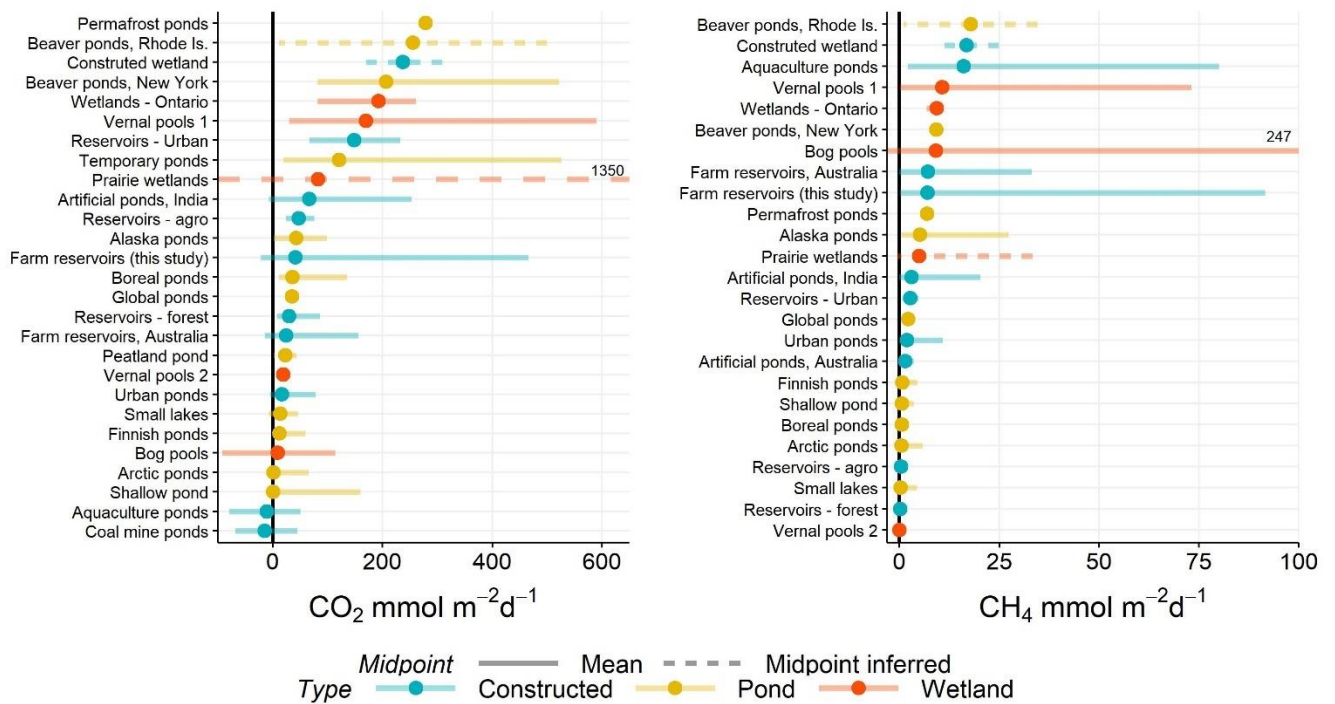 Permafrost ponds
Beaver ponds, Rhode Is.
Construted wetland
Beaver ponds, New York
Wetlands - Ontario
Vernal pools 1
Reservoirs - Urban
Temporary ponds
Prairie wetlands
Artificial ponds, India
Reservoirs - agro
Alaska ponds
Farm reservoirs (this study)
Boreal ponds
Global ponds
Reservoirs - forest
Farm reservoirs, Australia
Peatland pond
Vernal pools 2
Urban ponds
Small lakes
Finnish ponds
Bog pools
Arctic ponds
Shallow pond
Aquaculture ponds
Coal mine ponds
1350
0 200 400 600
CO₂ mmol m⁻²d⁻¹
Beaver ponds, Rhode Is.
Construted wetland
Aquaculture ponds
Vernal pools 1
Wetlands - Ontario
Beaver ponds, New York
Bog pools
Farm reservoirs, Australia
Farm reservoirs (this study)
Permafrost ponds
Alaska ponds
Prairie wetlands
Artificial ponds, India
Reservoirs - Urban
Global ponds
Urban ponds
Artificial ponds, Australia
Finnish ponds
Shallow pond
Boreal ponds
Arctic ponds
Reservoirs - agro
Small lakes
Reservoirs - forest
Vernal pools 2
247
0 25 50 75 100
CH₄ mmol m⁻²d⁻¹
Midpoint Mean Midpoint inferred
Type Constructed Pond Wetland